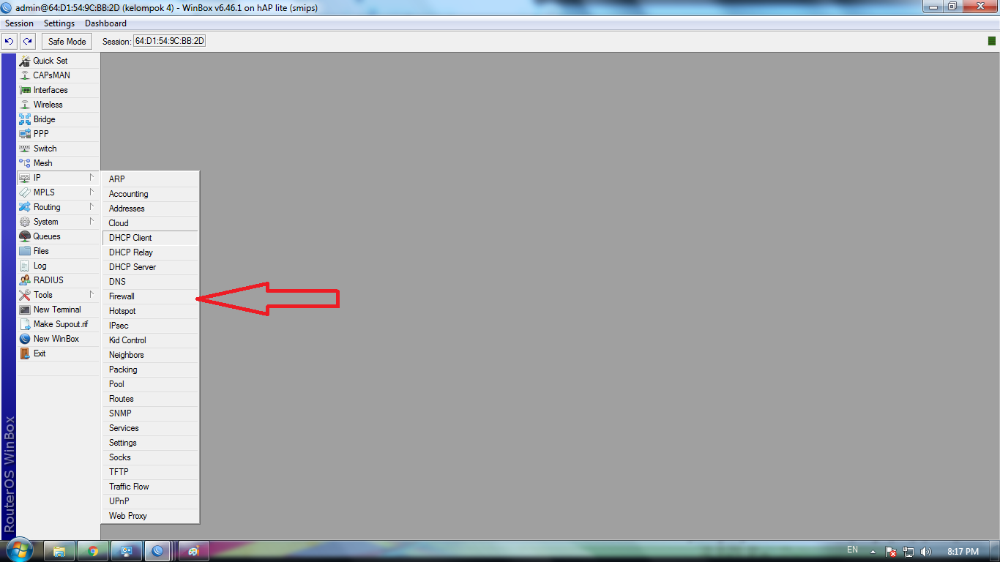 admin@64:D1:54:9C:BB:2D (kelompok 4) - WinBox v6.46.1 on hAP lite (smips)
Session Settings Dashboard
Safe Mode Session: 64:D1:54:9C:BB:2D
Quick Set
CAPsMAN
Interfaces
Wireless
Bridge
PPP
Switch
Mesh
IP
MPLS
Routing
System
Queues
Files
Log
RADIUS
Tools
New Terminal
Make Supout.rif
New WinBox
Exit
ARP
Accounting
Addresses
Cloud
DHCP Client
DHCP Relay
DHCP Server
DNS
Firewall
Hotspot
IPsec
Kid Control
Neighbors
Packing
Pool
Routes
SNMP
Services
Settings
Socks
TFTP
Traffic Flow
UPnP
Web Proxy
RouterOS WinBox
EN 8:17 PM